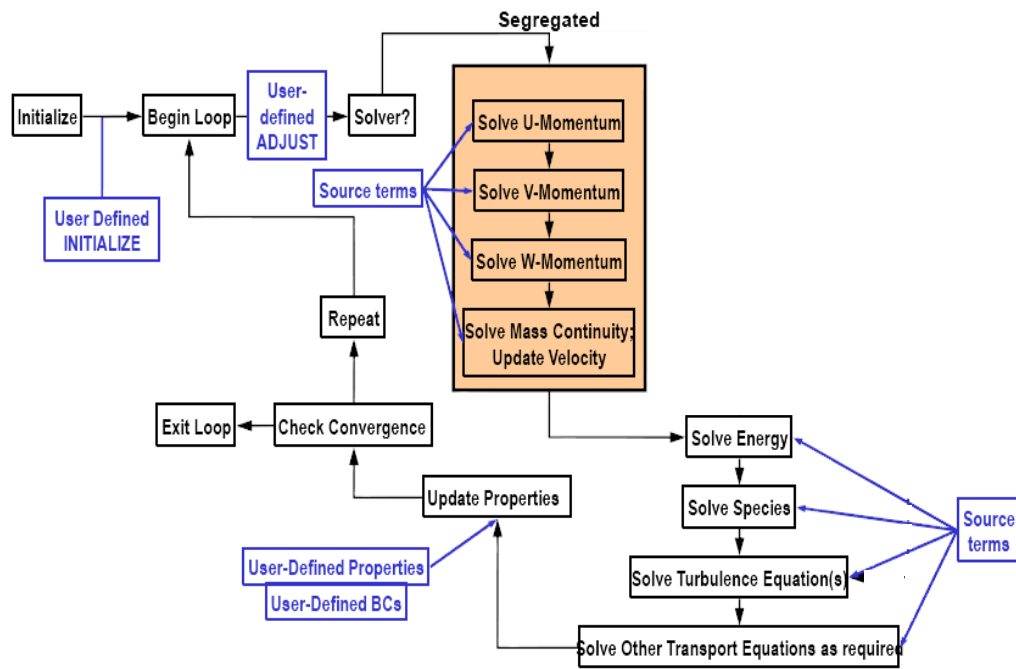 Segregated
User-
defined
ADJUST
Initialize
Begin Loop
Solver?
Solve U-Momentum
Source terms
Solve V-Momentum
User Defined
INITIALIZE
Solve W-Momentum
Repeat
Solve Mass Continuity;
Update Velocity
Exit Loop
Check Convergence
Solve Energy
Update Properties
Solve Species
Source
terms
User-Defined Properties
User-Defined BCs
Solve Turbulence Equation(s)
Solve Other Transport Equations as required